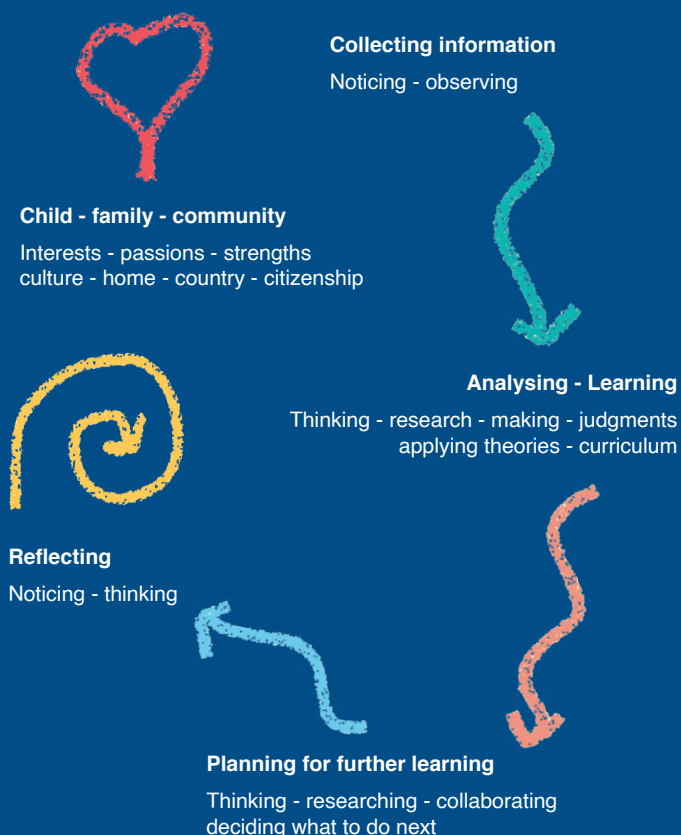 Collecting information
Noticing - observing
Child - family - community
Interests - passions - strengths
culture - home - country - citizenship
Analysing - Learning
Thinking - research - making - judgments
applying theories - curriculum
Reflecting
Noticing - thinking
Planning for further learning
Thinking - researching - collaborating
deciding what to do next